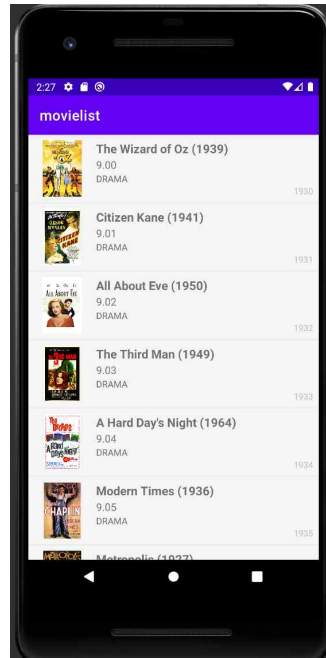 2:27
movielist
The Wizard of Oz (1939)
9.00
DRAMA
1930
Citizen Kane (1941)
9.01
DRAMA
1931
All About Eve (1950)
9.02
DRAMA
1932
The Third Man (1949)
9.03
DRAMA
1933
A Hard Day's Night (1964)
9.04
DRAMA
1934
Modern Times (1936)
9.05
DRAMA
1935
Metropolis (1927)